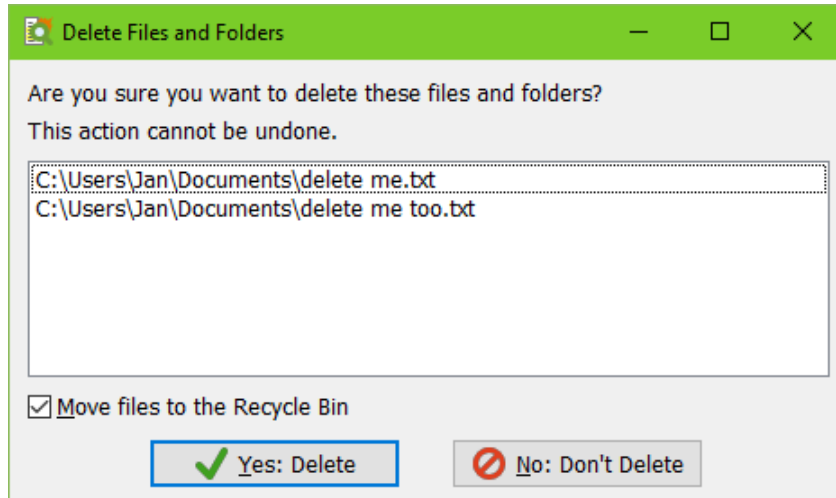 Delete Files and Folders
Are you sure you want to delete these files and folders?
This action cannot be undone.
C:\Users\Jan\Documents\delete me.txt
C:\Users\Jan\Documents\delete me too.txt
Move files to the Recycle Bin
Yes: Delete No: Don't Delete